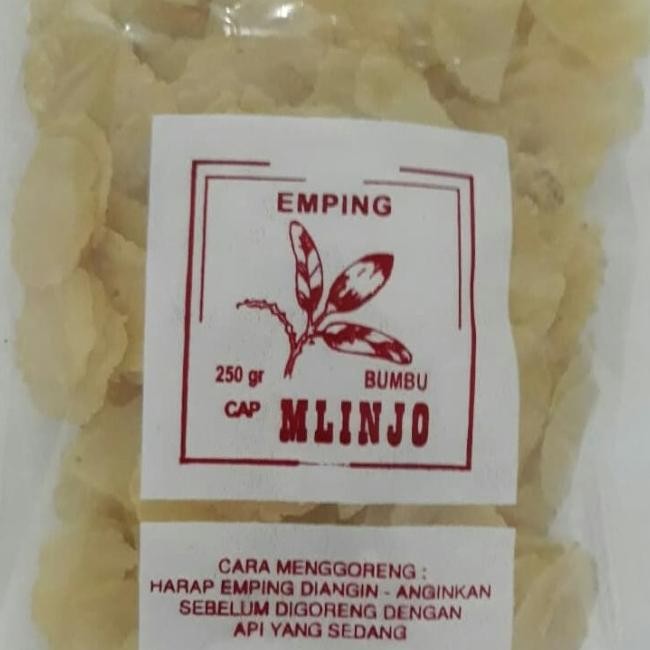 EMPING
250 gr BUMBU
CAP MLINJO
CARA MENGGORENG :
HARAP EMPING DIANGIN - ANGINKAN
SEBELUM DIGORENG DENGAN
API YANG SEDANG